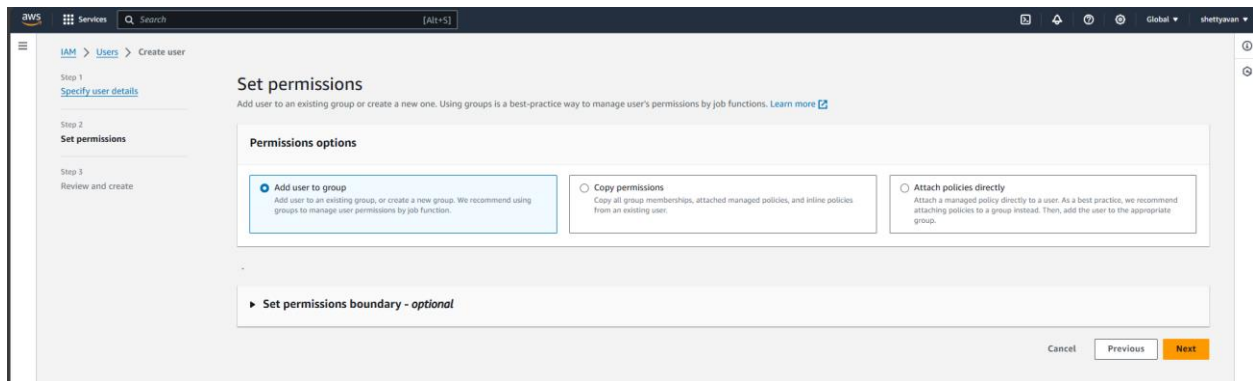 aws
Services
Search
[Alt+S]
Global
shettyavan
IAM > Users > Create user
Step 1
Specify user details
Step 2
Set permissions
Step 3
Review and create
Set permissions
Add user to an existing group or create a new one. Using groups is a best-practice way to manage user's permissions by job functions. Learn more
Permissions options
Add user to group
Add user to an existing group, or create a new group. We recommend using
groups to manage user permissions by job function.
Copy permissions
Copy all group memberships, attached managed policies, and inline policies
from an existing user.
Attach policies directly
Attach a managed policy directly to a user. As a best practice, we recommend
attaching policies to a group instead. Then, add the user to the appropriate
group.
-
Set permissions boundary - optional
Cancel
Previous
Next